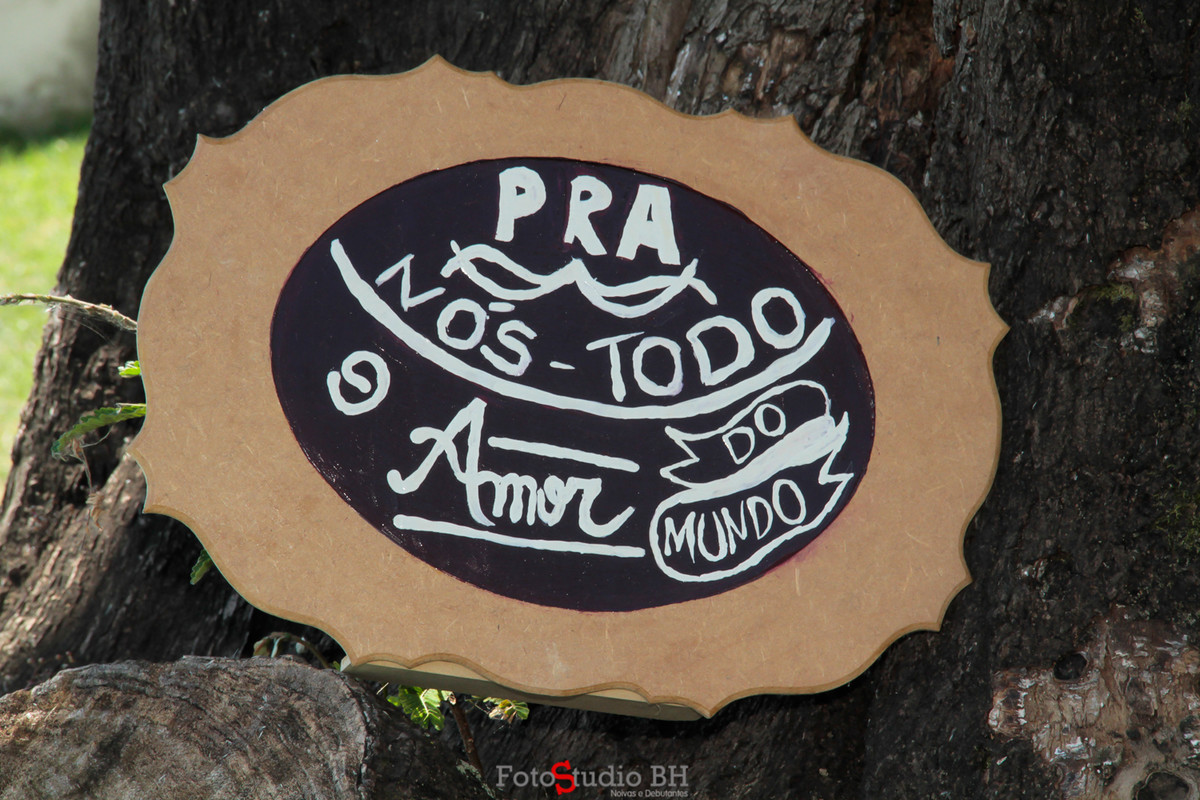 PRA
NÓS - TODO
O
Amor
DO
MUNDO
FotoStudio BH
Noivas e Debutantes